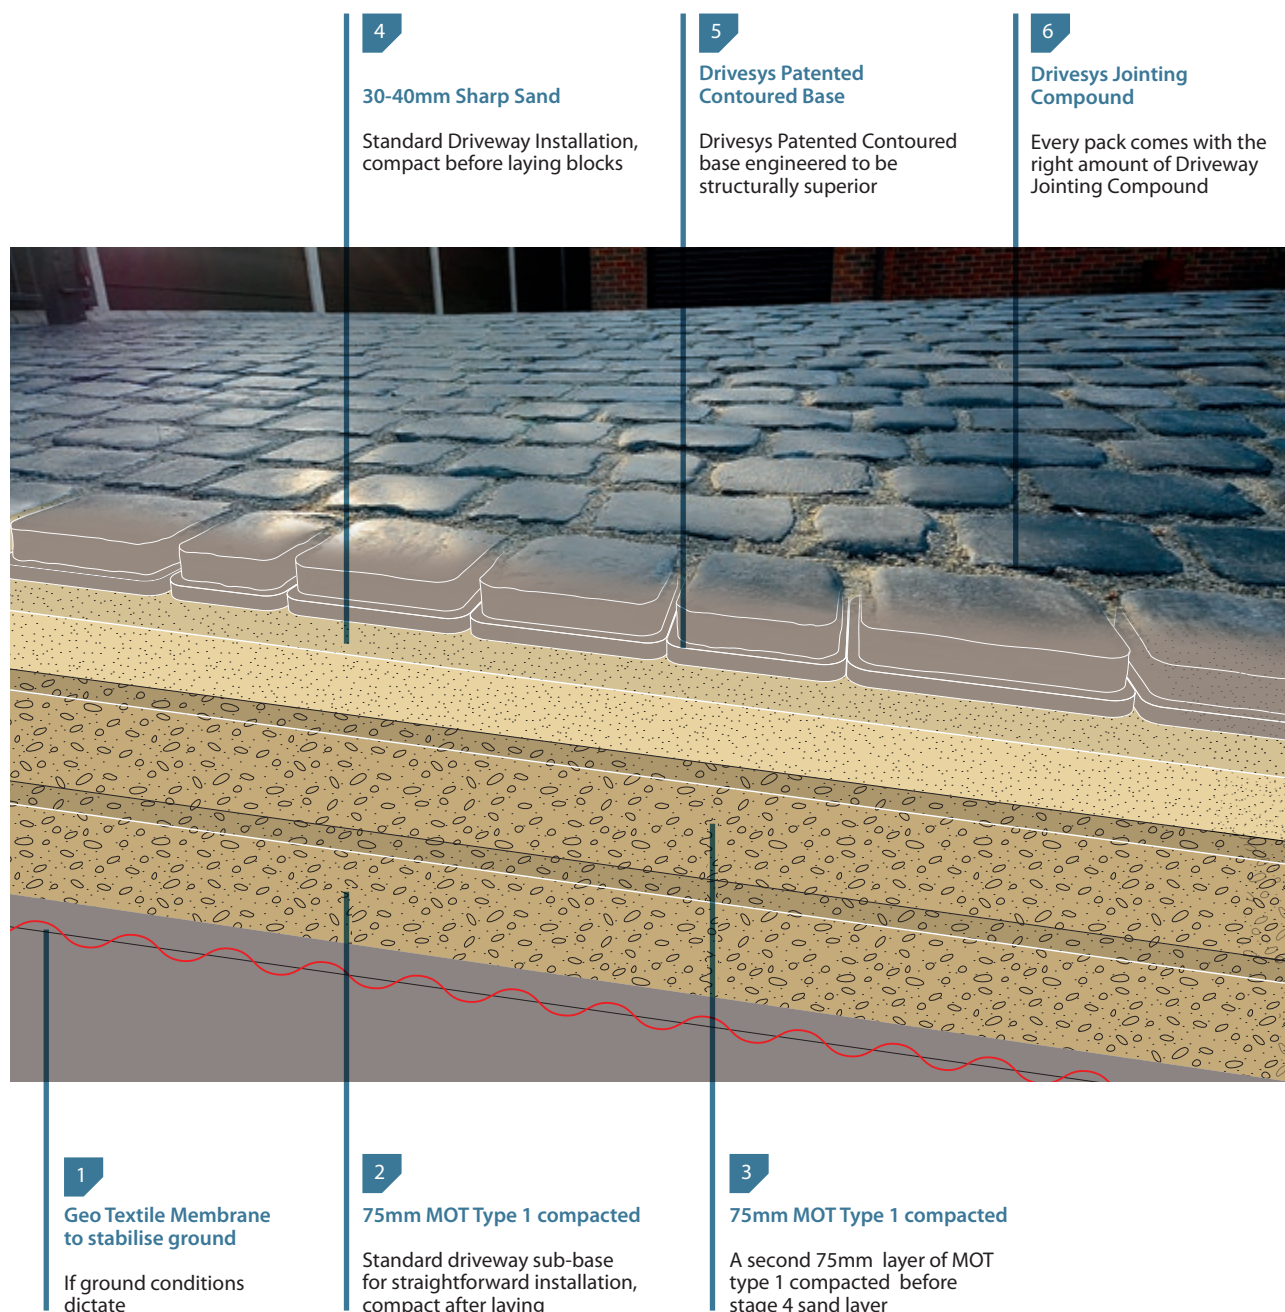 4
30-40mm Sharp Sand
Standard Driveway Installation,
compact before laying blocks
5
Drivesys Patented
Contoured Base
Drivesys Patented Contoured
base engineered to be
structurally superior
6
Drivesys Jointing
Compound
Every pack comes with the
right amount of Driveway
Jointing Compound
1
Geo Textile Membrane
to stabilise ground
If ground conditions
dictate
2
75mm MOT Type 1 compacted
Standard driveway sub-base
for straightforward installation,
compact after laying
3
75mm MOT Type 1 compacted
A second 75mm layer of MOT
type 1 compacted before
stage 4 sand layer